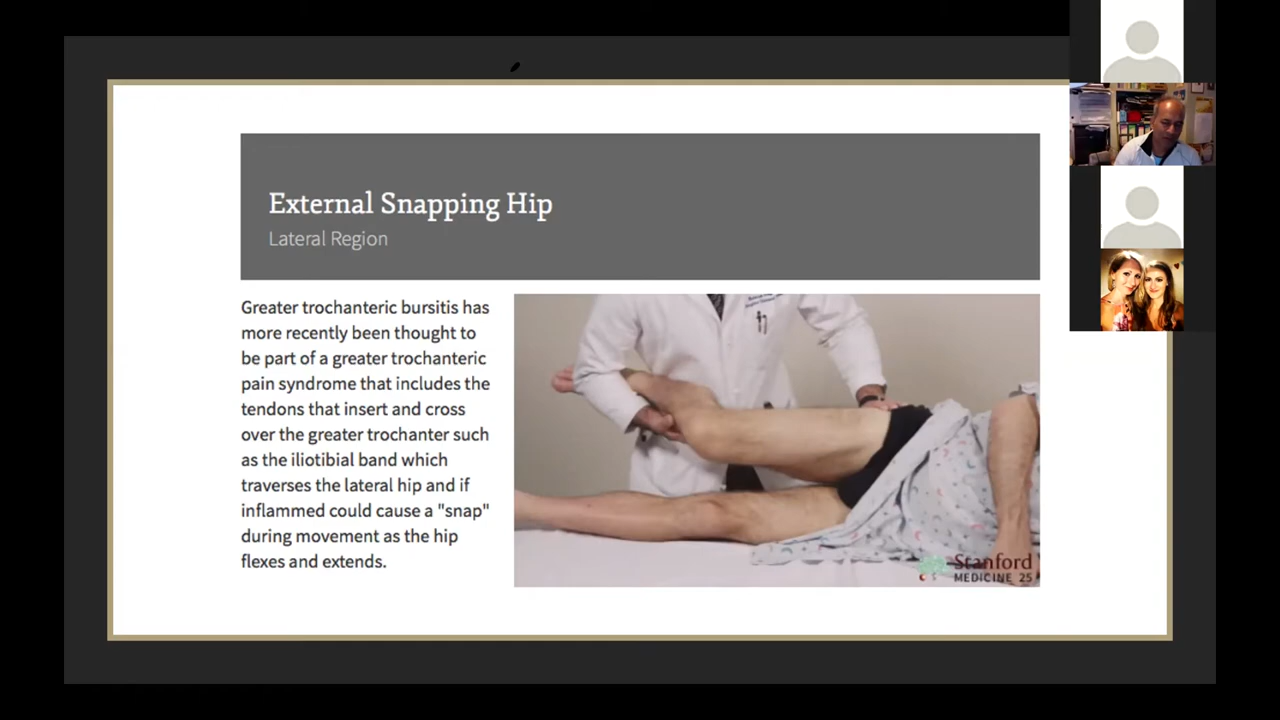 External Snapping Hip
Lateral Region
Greater trochanteric bursitis has
more recently been thought to
be part of a greater trochanteric
pain syndrome that includes the
tendons that insert and cross
over the greater trochanter such
as the iliotibial band which
traverses the lateral hip and if
inflamed could cause a "snap"
during movement as the hip
flexes and extends.
Stanford
MEDICINE 25